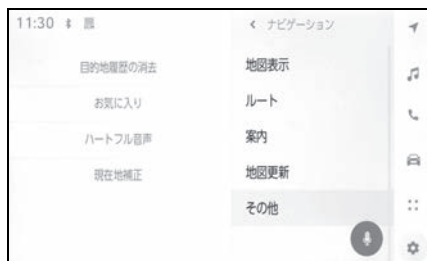 11:30
目的地履歴の消去
お気に入り
ハートフル音声
現在地補正
< ナビゲーション
地図表示
ルート
案内
地図更新
その他